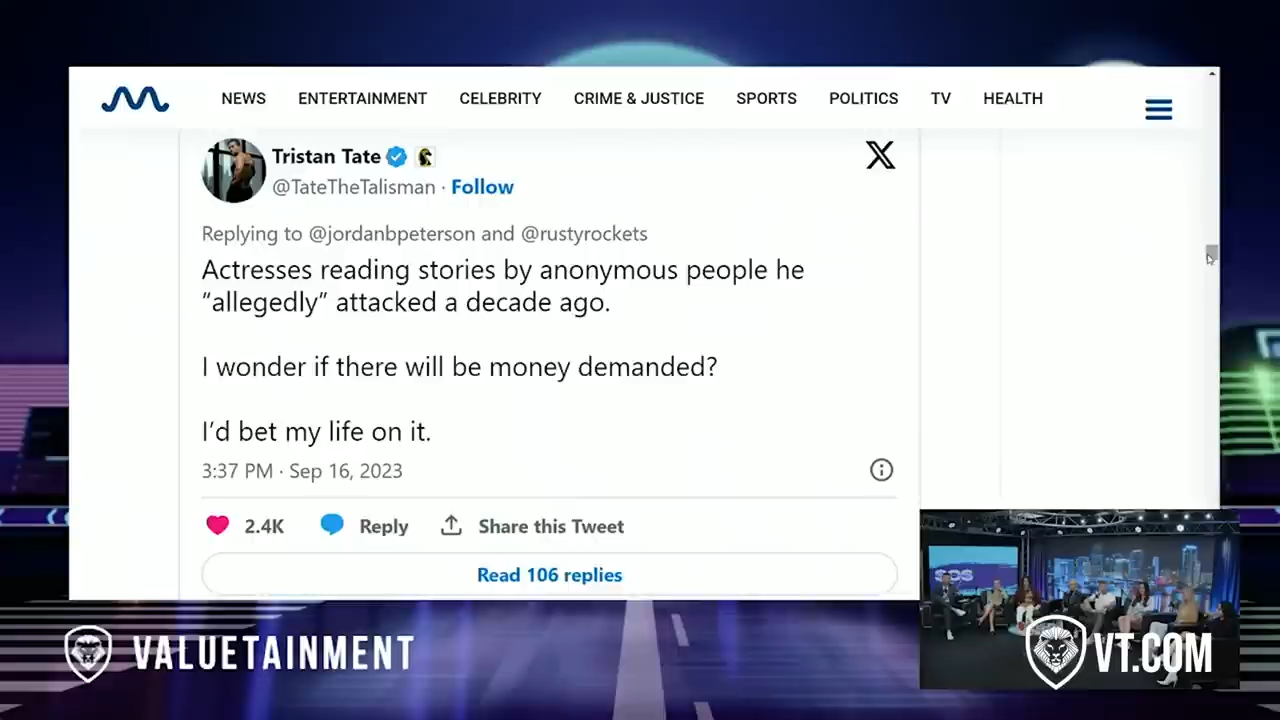 NEWS ENTERTAINMENT CELEBRITY CRIME & JUSTICE SPORTS POLITICS TV HEALTH
Tristan Tate
@TateTheTalisman · Follow
Replying to @jordanbpeterson and @rustyrockets
Actresses reading stories by anonymous people he
“allegedly” attacked a decade ago.
I wonder if there will be money demanded?
I’d bet my life on it.
3:37 PM · Sep 16, 2023
2.4K Reply Share this Tweet
Read 106 replies
SOS
VALUETAINMENT
VT.COM